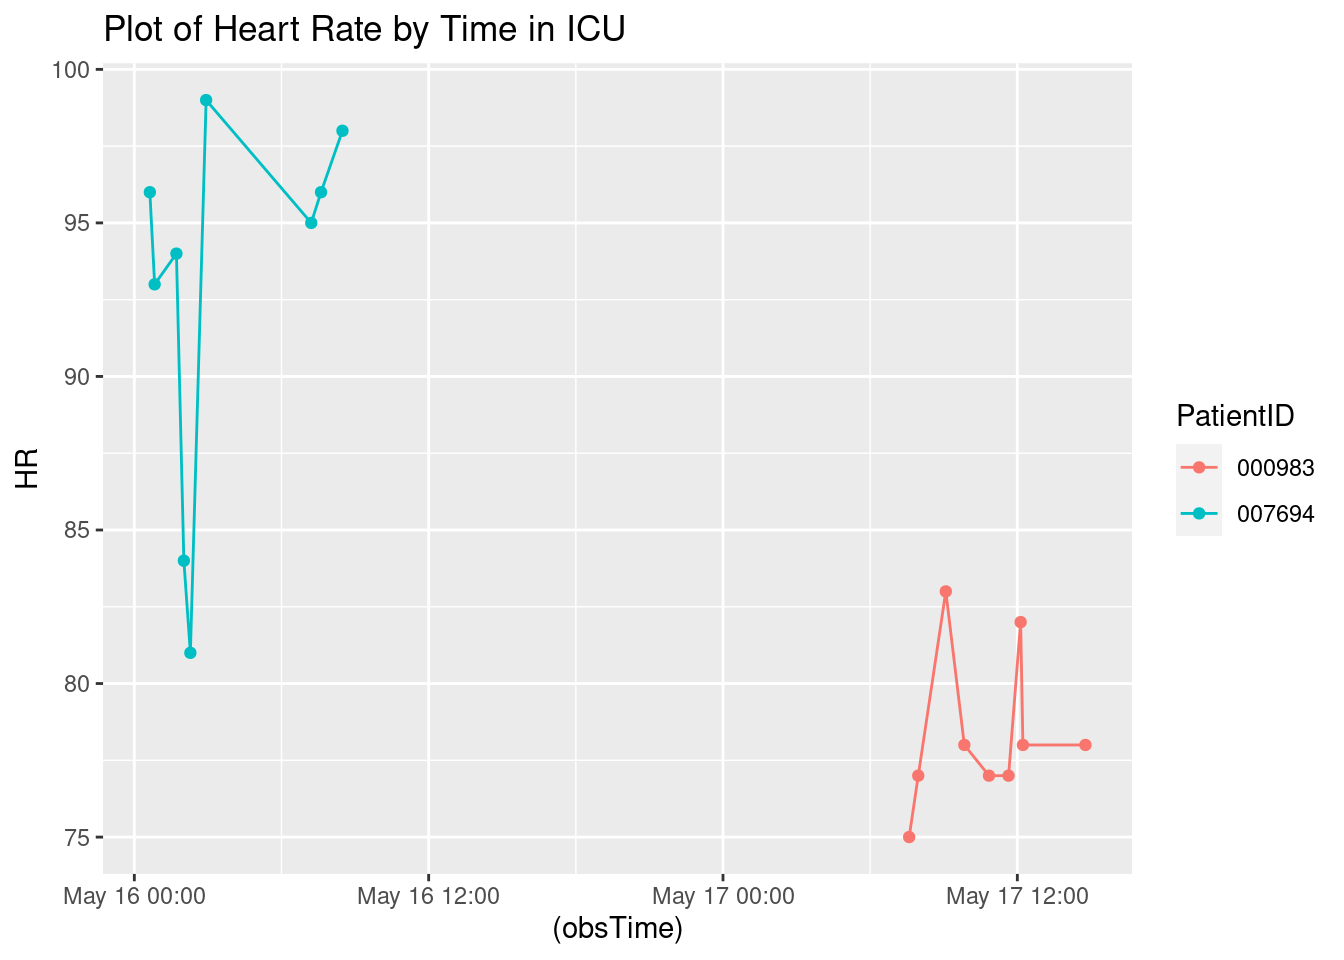 Plot of Heart Rate by Time in ICU
100
95
90
85
80
75
HR
May 16 00:00
May 16 12:00
May 17 00:00
May 17 12:00
(obsTime)
PatientID
000983
007694